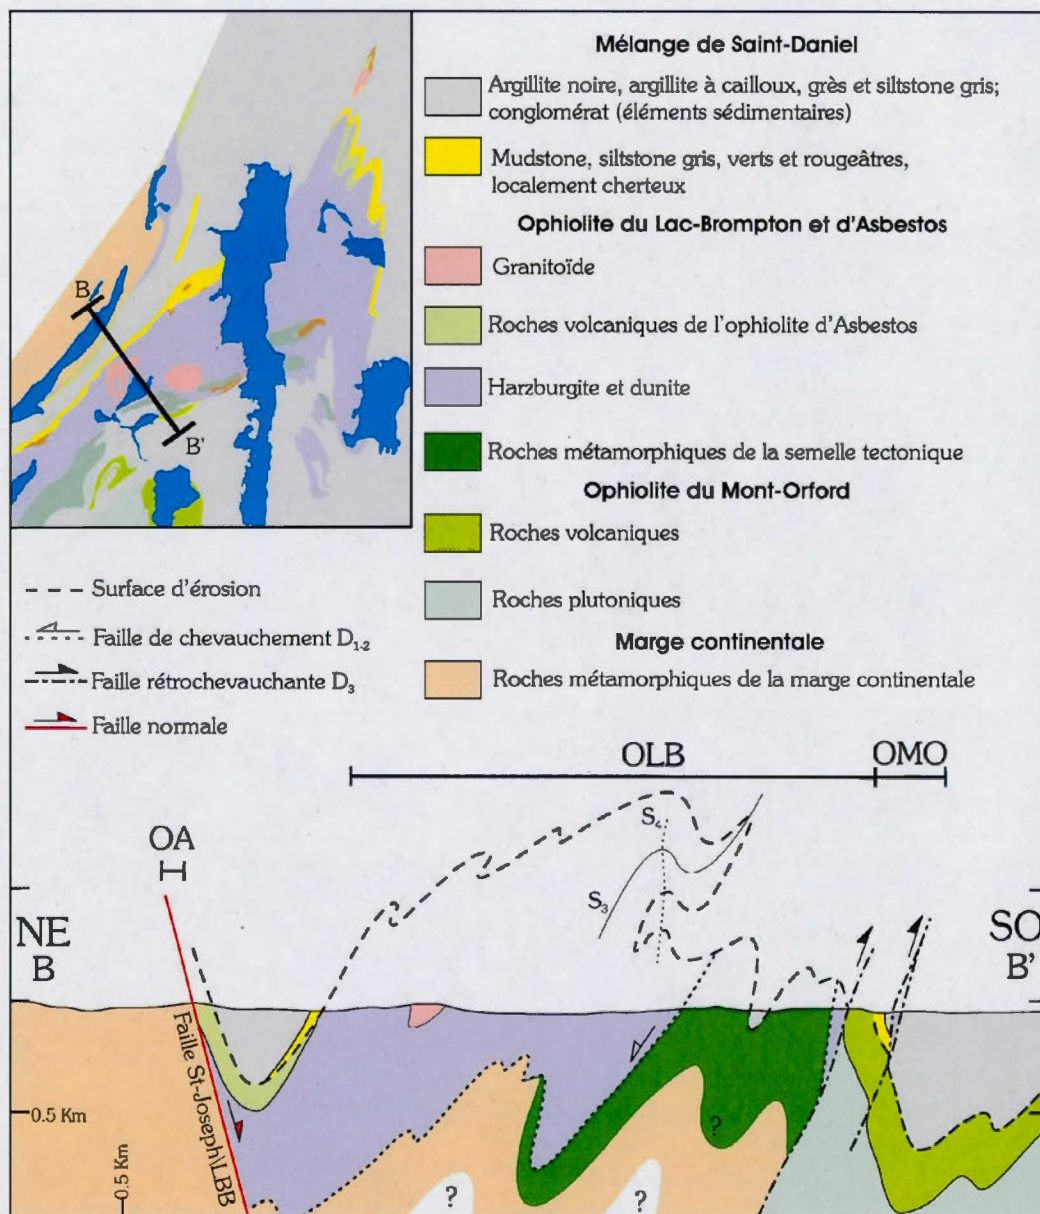 Mélange de Saint-Daniel
Argillite noire, argillite à cailloux, grès et siltstone gris;
conglomérat (éléments sédimentaires)
Mudstone, siltstone gris, verts et rougeâtres,
localement cherteux
Ophiolite du Lac-Brompton et d'Asbestos
Granitoïde
Roches volcaniques de l'ophiolite d'Asbestos
Harzburgite et dunite
Roches métamorphiques de la semelle tectonique
Ophiolite du Mont-Orford
Roches volcaniques
Roches plutoniques
Marge continentale
Roches métamorphiques de la marge continentale
B
B'
Surface d'érosion
Faille de chevauchement D1-2
Faille rétrochevauchante D3
Faille normale
OLB
OMO
OA
S4
S3
NE
B
SO
B'
Faille St-Joseph\LBB
0.5 Km
0.5 Km
?
?
?